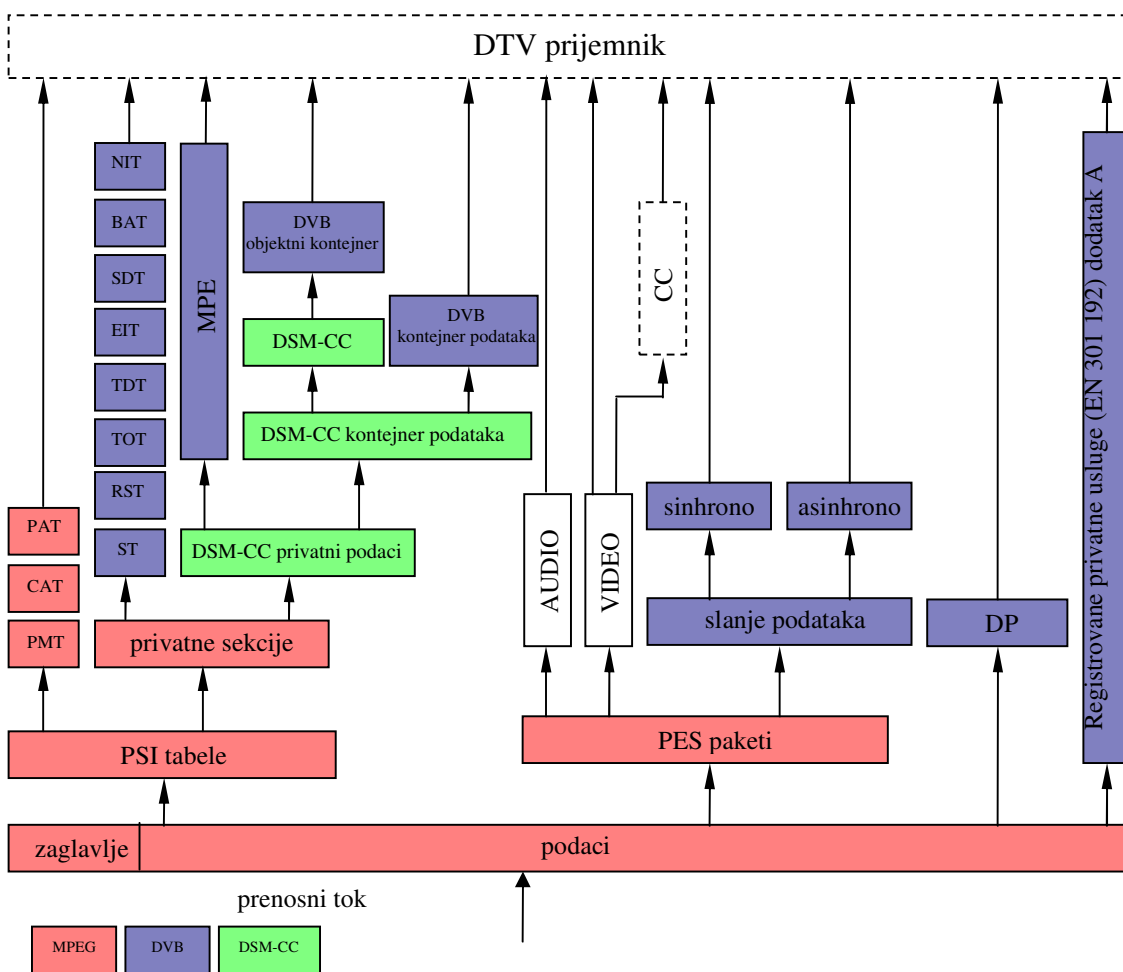 DTV prijemnik
NIT
BAT
SDT
EIT
TDT
TOT
RST
ST
PAT
CAT
PMT
MPE
DVB
objektni kontejner
DSM-CC
DVB
kontejner podataka
DSM-CC kontejner podataka
DSM-CC privatni podaci
privatne sekcije
PSI tabele
AUDIO
VIDEO
CC
sinhrono
asinhrono
slanje podataka
PES paketi
DP
Registrovane privatne usluge (EN 301 192) dodatak A
zaglavlje
podaci
prenosni tok
MPEG
DVB
DSM-CC